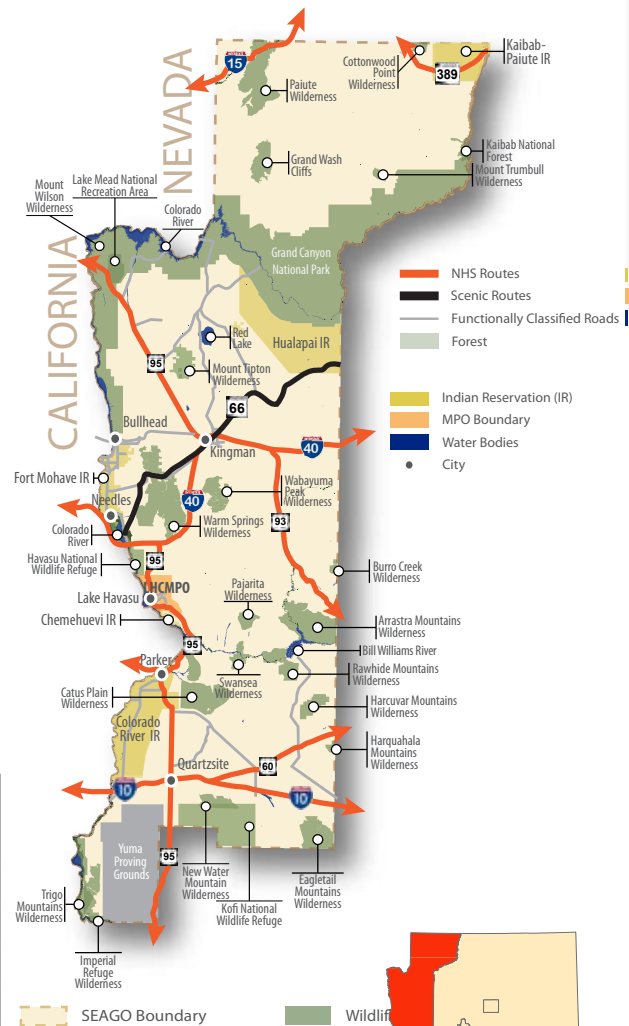 NEVADA
CALIFORNIA
15
389
Kaibab-
Paiute IR
Cottonwood
Point
Wilderness
Paiute
Wilderness
Grand Wash
Cliffs
Kaibab National
Forest
Mount Trumbull
Wilderness
Mount
Wilson
Wilderness
Lake Mead National
Recreation Area
Colorado
River
Grand Canyon
National Park
NHS Routes
Scenic Routes
Functionally Classified Roads
Forest
Indian Reservation (IR)
MPO Boundary
Water Bodies
City
Red
Lake
Hualapai IR
95
Mount Tipton
Wilderness
66
Bullhead
Kingman
40
Fort Mohave IR
Needles
40
Wabayuma
Peak
Wilderness
93
Colorado
River
Warm Springs
Wilderness
Havasu National
Wildlife Refuge
95
Burro Creek
Wilderness
LHCMPO
Lake Havasu
Pajarita
Wilderness
Chemehuevi IR
Arrastra Mountains
Wilderness
95
Bill Williams River
Parker
Swansea
Wilderness
Rawhide Mountains
Wilderness
Catus Plain
Wilderness
Harcuvar Mountains
Wilderness
Colorado
River IR
Harquahala
Mountains
Wilderness
Quartzsite
60
10
10
Yuma
Proving
Grounds
95
New Water
Mountain
Wilderness
Kofi National
Wildlife Refuge
Eagletail
Mountains
Wilderness
Trigo
Mountains
Wilderness
Imperial
Refuge
Wilderness
SEAGO Boundary